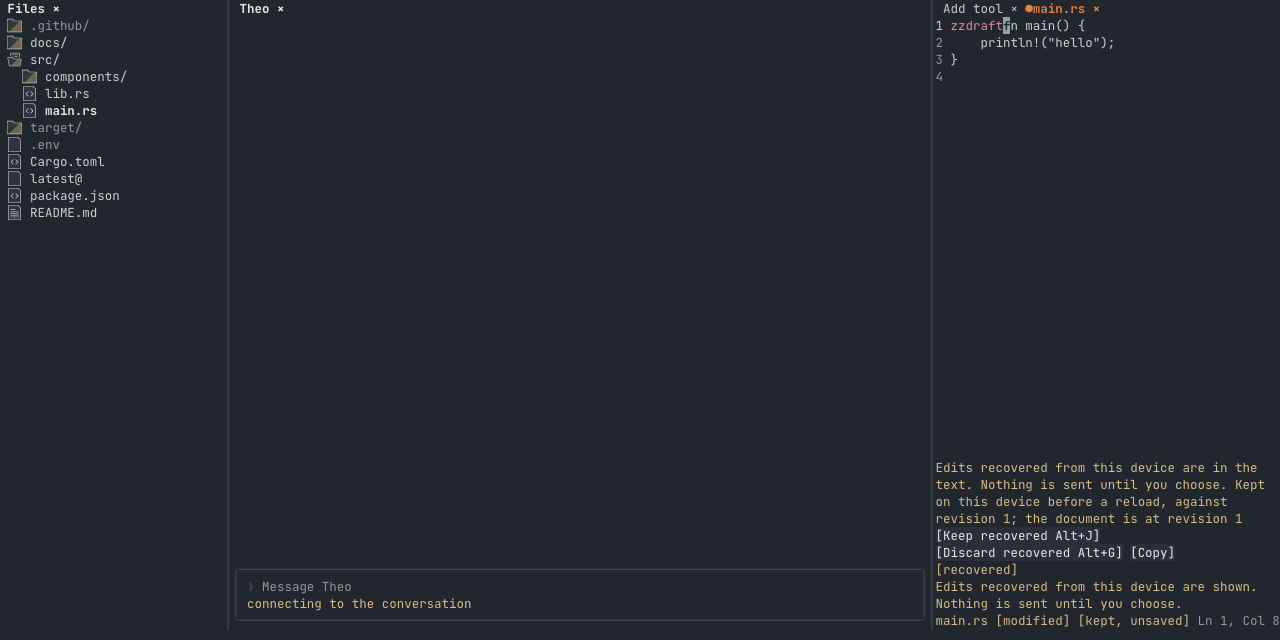 Files ×
.github/
docs/
src/
components/
lib.rs
main.rs
target/
.env
Cargo.toml
latest@
package.json
README.md
Theo ×
⟩ Message Theo
connecting to the conversation
Add tool × ●main.rs ×
1 zzdraftfn main() {
2 println!("hello");
3 }
4
Edits recovered from this device are in the
text. Nothing is sent until you choose. Kept
on this device before a reload, against
revision 1; the document is at revision 1
[Keep recovered Alt+J]
[Discard recovered Alt+G] [Copy]
[recovered]
Edits recovered from this device are shown.
Nothing is sent until you choose.
main.rs [modified] [kept, unsaved] Ln 1, Col 8